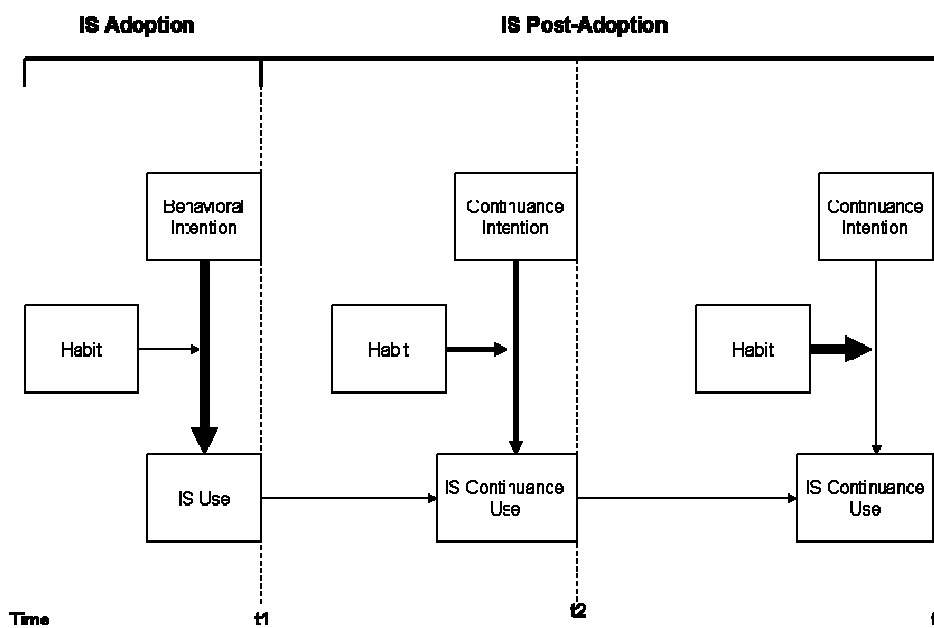 IS Adoption
IS Post-Adoption
Behavioral
Intention
Continuance
Intention
Continuance
Intention
Habit
Habit
Habit
IS Use
IS Continuance
Use
IS Continuance
Use
Time
t1
t2